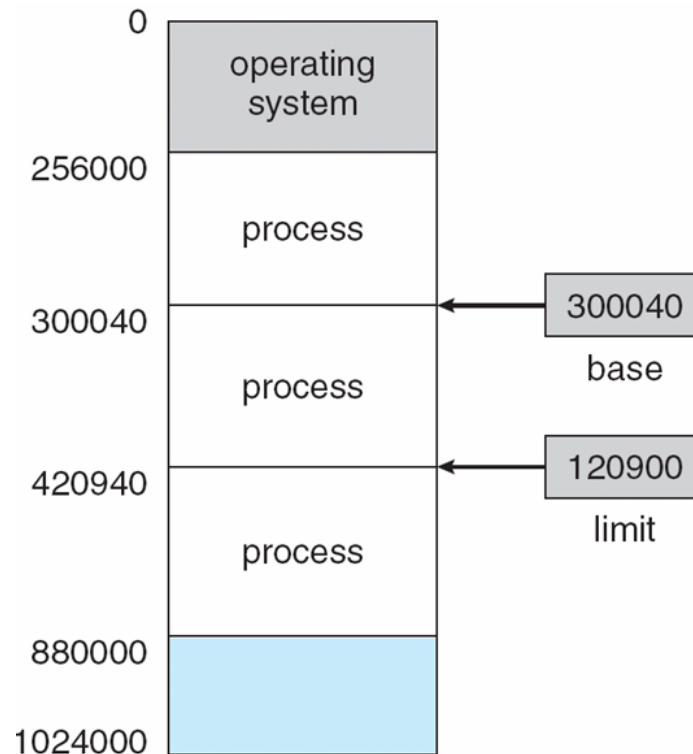 0
operating
system
256000
process
300040
300040
base
process
120900
420940
limit
process
880000
1024000